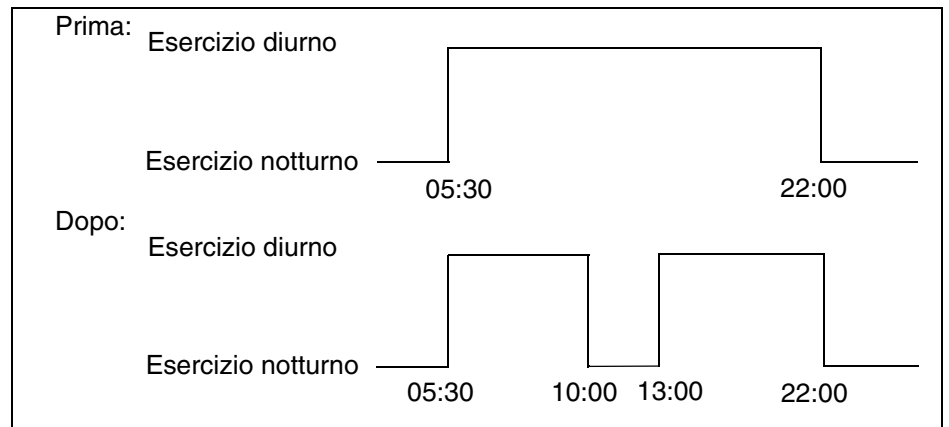 Prima:
Esercizio diurno
Esercizio notturno
05:30 22:00
Dopo:
Esercizio diurno
Esercizio notturno
05:30 10:00 13:00 22:00